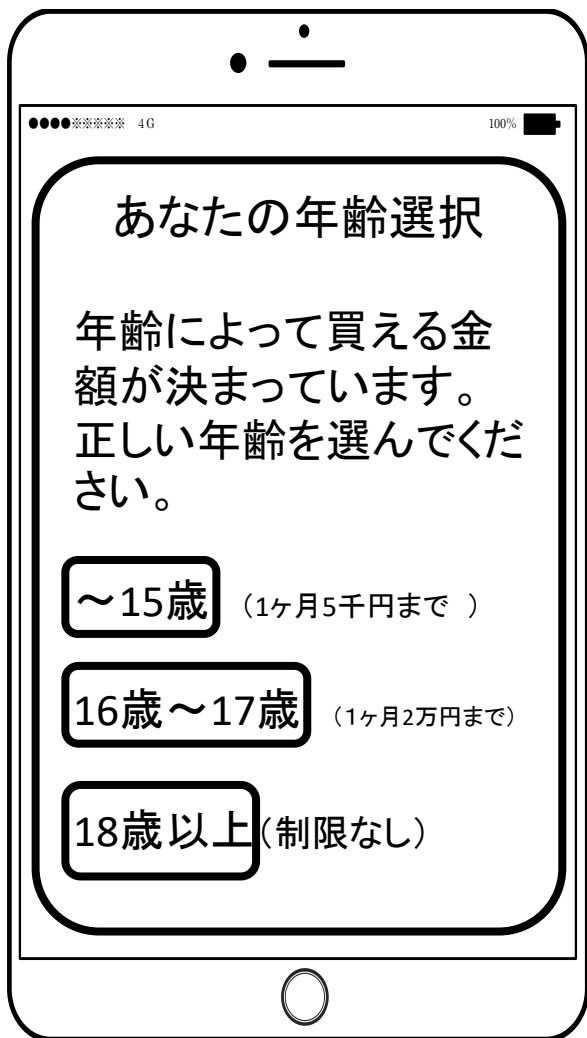 ●●●●※※※※※ 4G 100%
あなたの年齢選択
年齢によって買える金
額が決まっています。
正しい年齢を選んでくだ
さい。
～15歳 （1ヶ月5千円まで ）
16歳～17歳 （1ヶ月2万円まで）
18歳以上（制限なし）